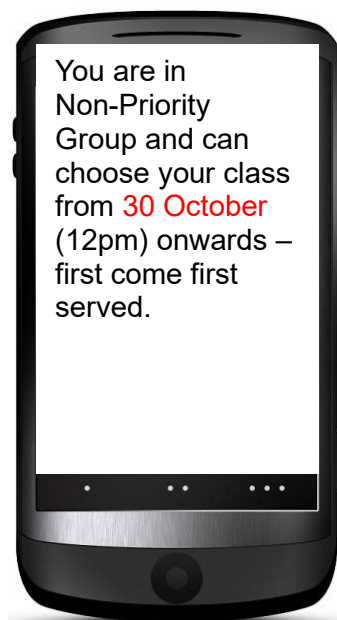 You are in
Non-Priority
Group and can
choose your class
from 30 October
(12pm) onwards –
first come first
served.